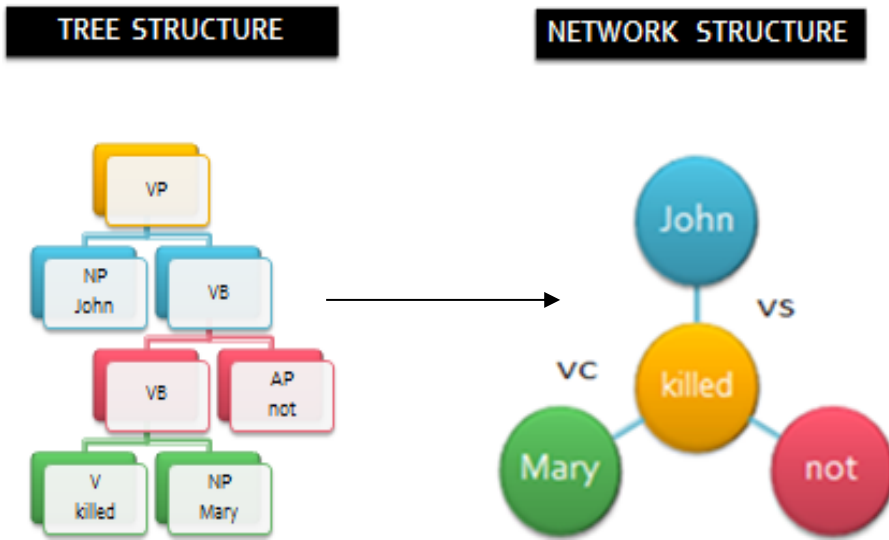 TREE STRUCTURE
NETWORK STRUCTURE
VP
NP
John
VB
VB
AP
not
V
killed
NP
Mary
John
VS
VC
killed
Mary
not